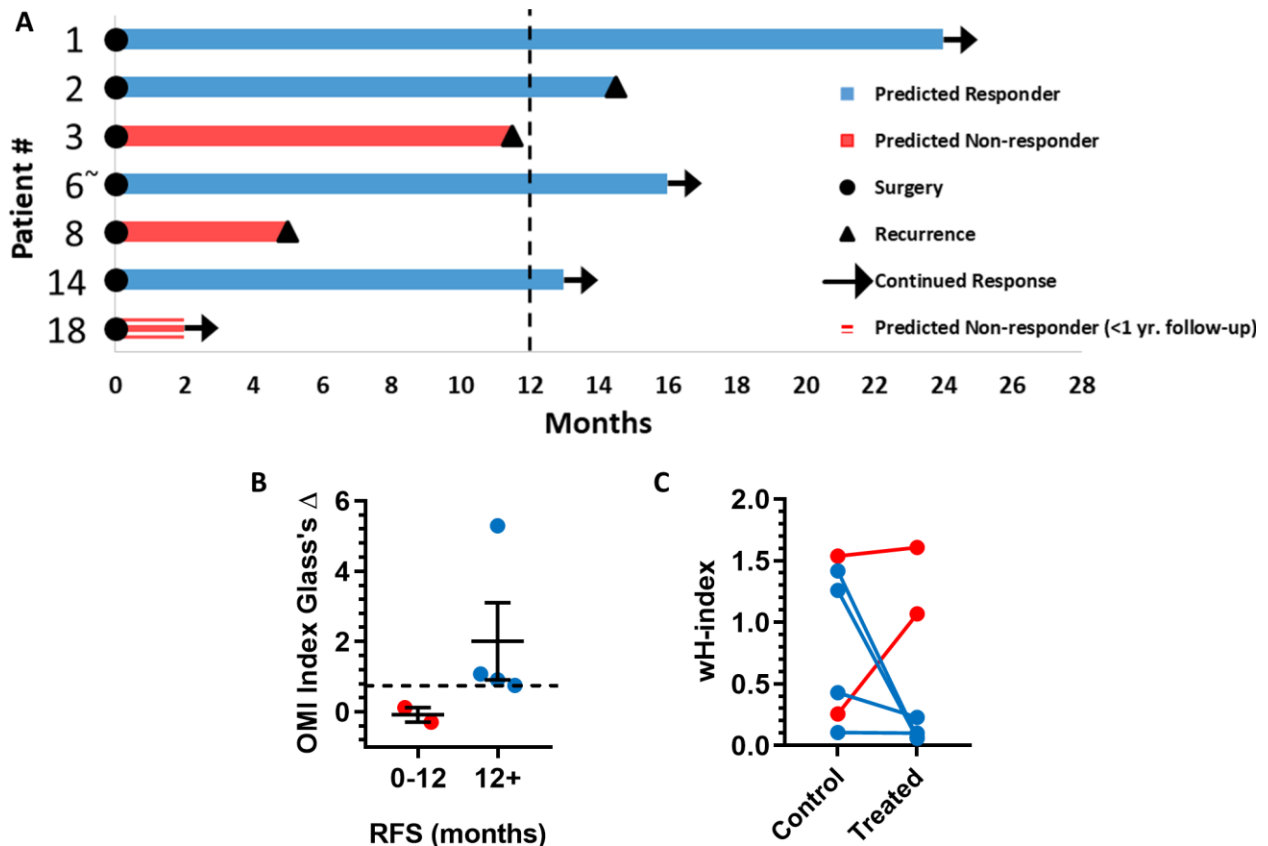 A
Patient #
1
2
3
6~
8
14
18
Predicted Responder
Predicted Non-responder
Surgery
Recurrence
Continued Response
Predicted Non-responder (<1 yr. follow-up)
0 2 4 6 8 10 12 14 16 18 20 22 24 26 28
Months
B
OMI Index Glass's Δ
6
4
2
0
0-12 12+
RFS (months)
C
wH-index
2.0
1.5
1.0
0.5
0.0
Control Treated